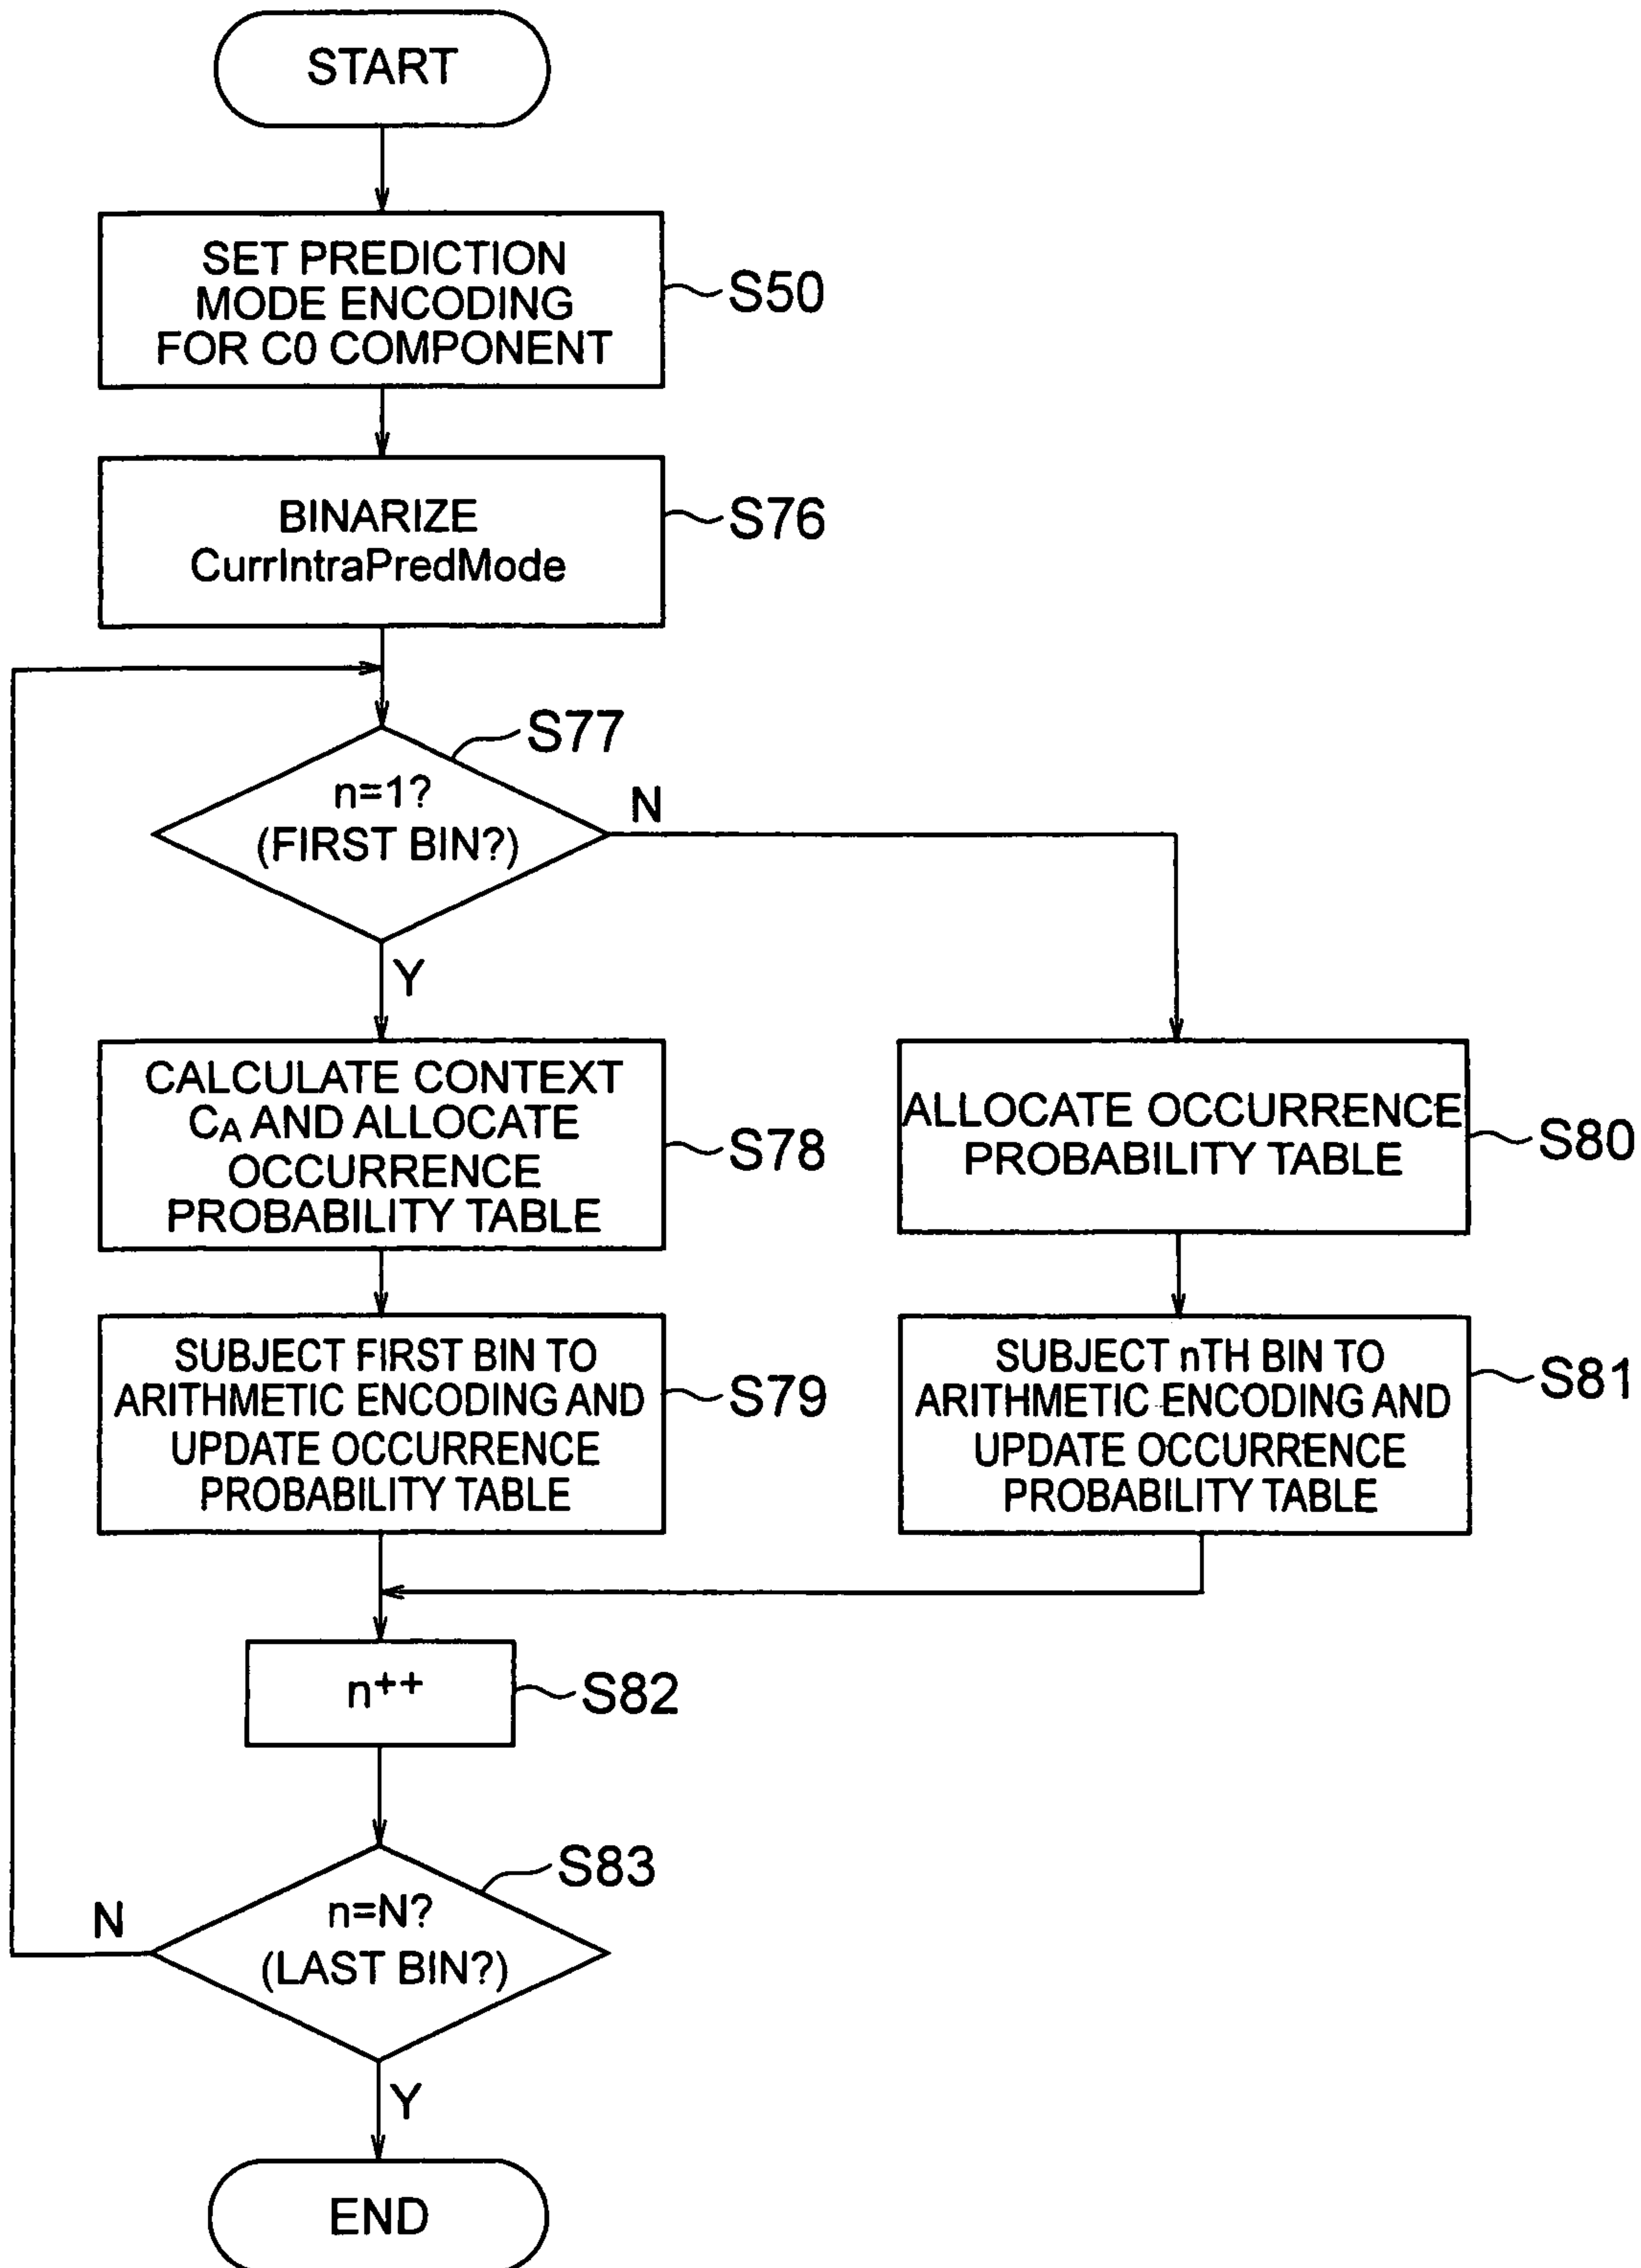 START
SET PREDICTION
MODE ENCODING
FOR C0 COMPONENT
S50
BINARIZE
CurrIntraPredMode
S76
S77
n=1?
(FIRST BIN?)
N
Y
CALCULATE CONTEXT
CA AND ALLOCATE
OCCURRENCE
PROBABILITY TABLE
S78
ALLOCATE OCCURRENCE
PROBABILITY TABLE
S80
SUBJECT FIRST BIN TO
ARITHMETIC ENCODING AND
UPDATE OCCURRENCE
PROBABILITY TABLE
S79
SUBJECT nTH BIN TO
ARITHMETIC ENCODING AND
UPDATE OCCURRENCE
PROBABILITY TABLE
S81
n++
S82
S83
n=N?
(LAST BIN?)
N
Y
END